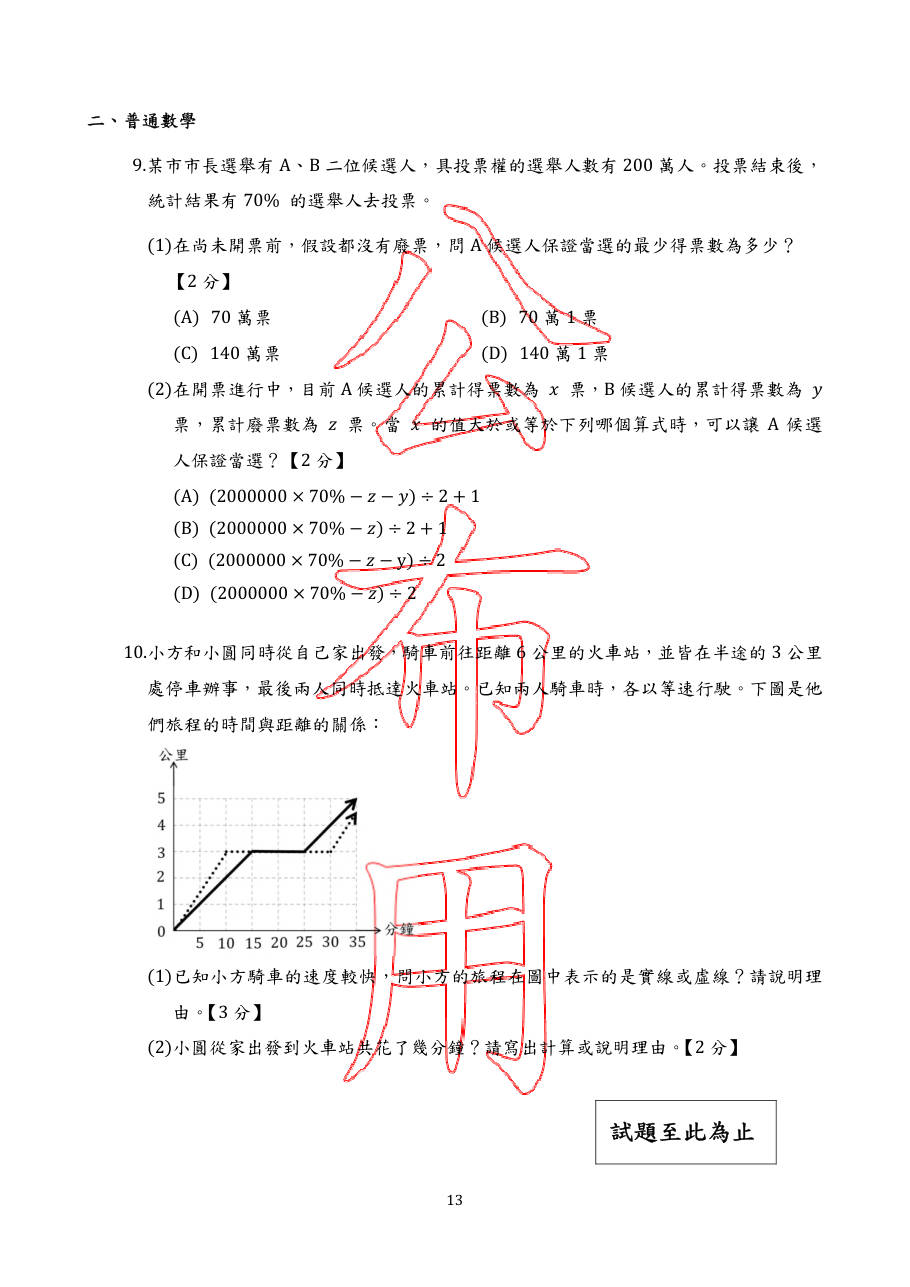 二、普通數學
9.某市市長選舉有 A、B 二位候選人，具投票權的選舉人數有 200 萬人。投票結束後，
統計結果有 70% 的選舉人去投票。
(1)在尚未開票前，假設都沒有廢票，問 A 候選人保證當選的最少得票數為多少？
【2 分】
(A) 70 萬票 (B) 70 萬 1 票
(C) 140 萬票 (D) 140 萬 1 票
(2)在開票進行中，目前 A 候選人的累計得票數為 x 票，B 候選人的累計得票數為 y
票，累計廢票數為 z 票。當 x 的值大於或等於下列哪個算式時，可以讓 A 候選
人保證當選？【2 分】
(A) (2000000 × 70% − z − y) ÷ 2 + 1
(B) (2000000 × 70% − z) ÷ 2 + 1
(C) (2000000 × 70% − z − y) ÷ 2
(D) (2000000 × 70% − z) ÷ 2
10.小方和小圓同時從自己家出發，騎車前往距離 6 公里的火車站，並皆在半途的 3 公里
處停車辦事，最後兩人同時抵達火車站。已知兩人騎車時，各以等速行駛。下圖是他
們旅程的時間與距離的關係：
公里
5
4
3
2
1
0
5 10 15 20 25 30 35
分鐘
(1)已知小方騎車的速度較快，問小方的旅程在圖中表示的是實線或虛線？請說明理
由。【3 分】
(2)小圓從家出發到火車站共花了幾分鐘？請寫出計算或說明理由。【2 分】
試題至此為止
13
公
布
用